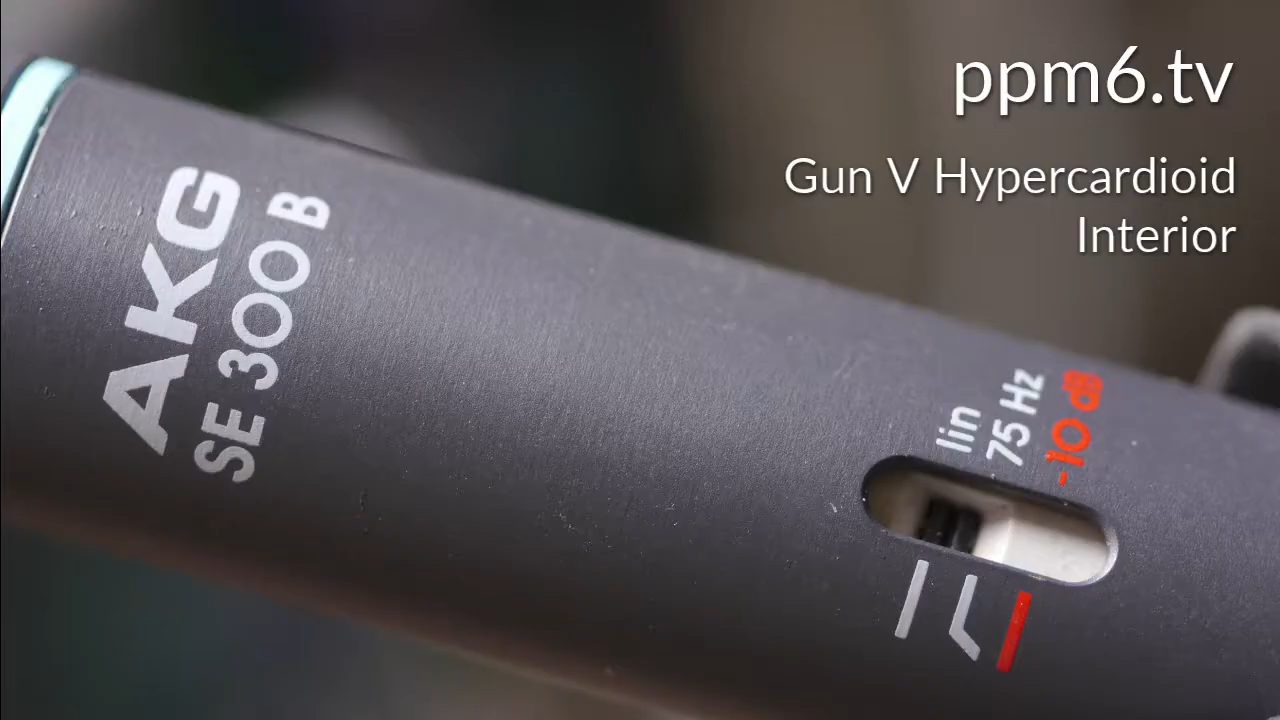 ppm6.tv
Gun V Hypercardioid
Interior
AKG
SE 300 B
lin
75 Hz
-10 dB